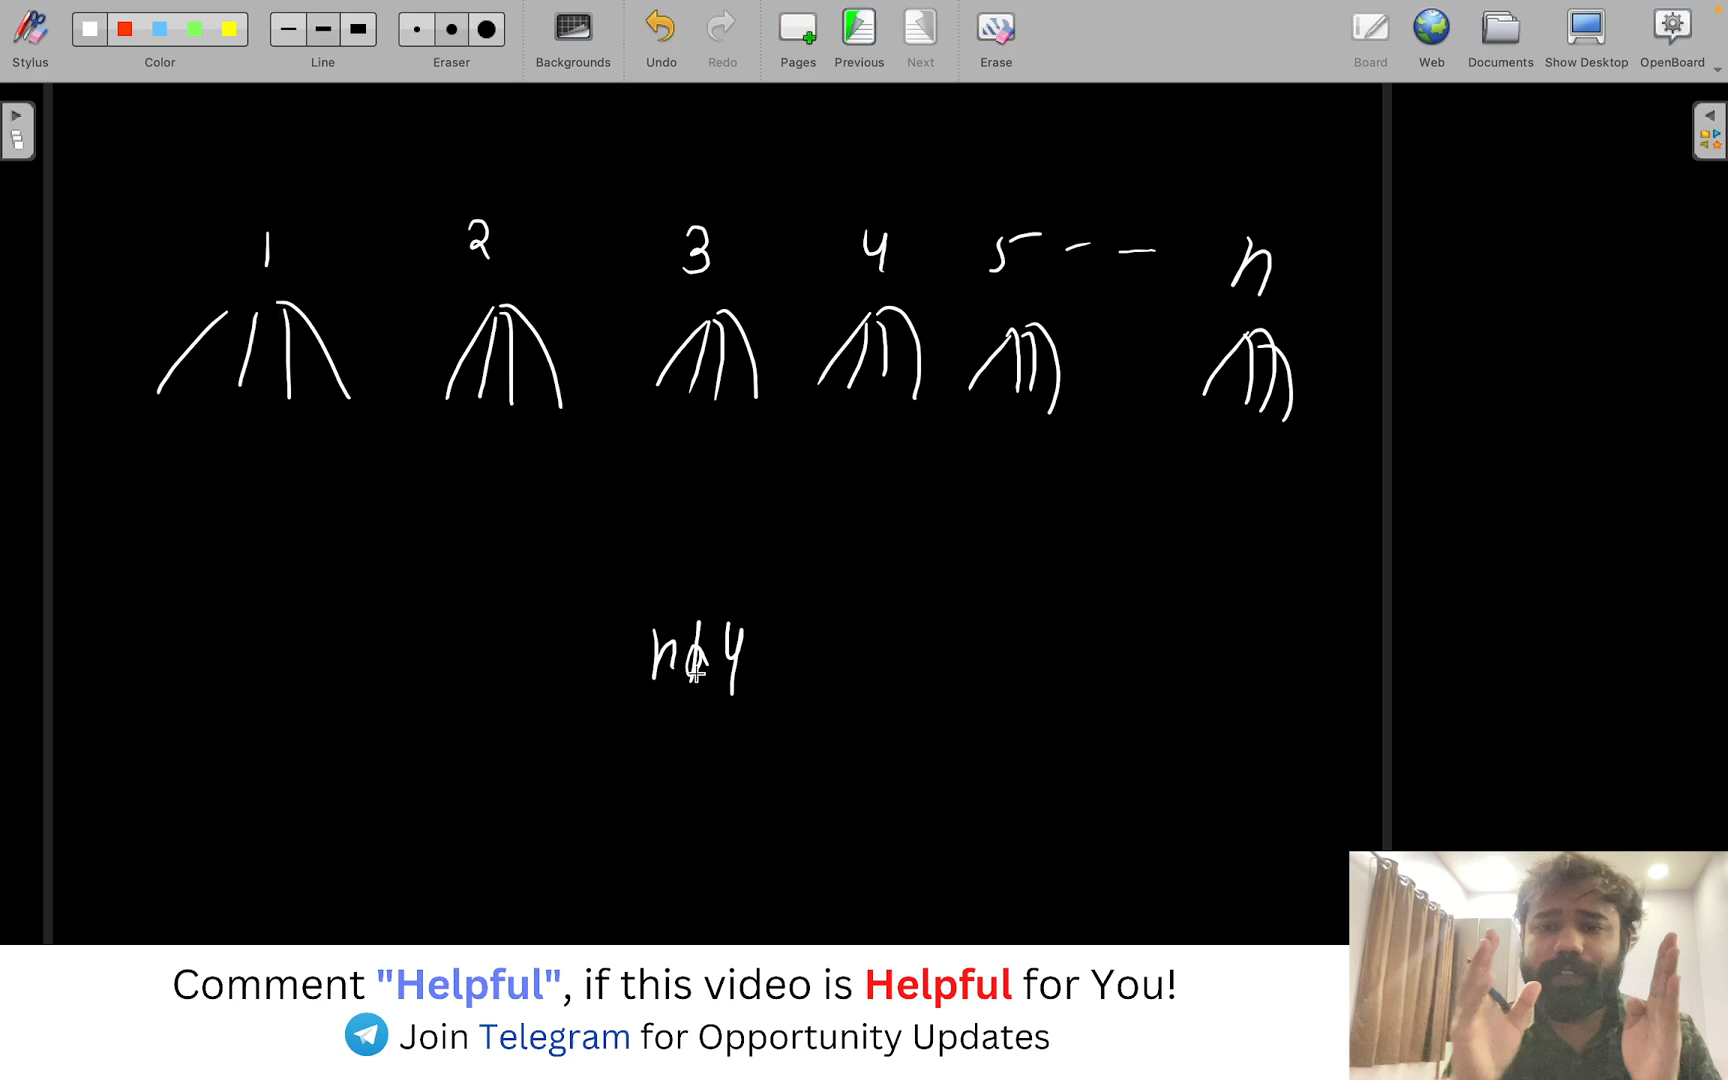 Stylus Color Line Eraser Backgrounds Undo Redo Pages Previous Next Erase Board Web Documents Show Desktop OpenBoard
1 2 3 4 5 - - n
n 4
Comment "Helpful", if this video is Helpful for You!
Join Telegram for Opportunity Updates